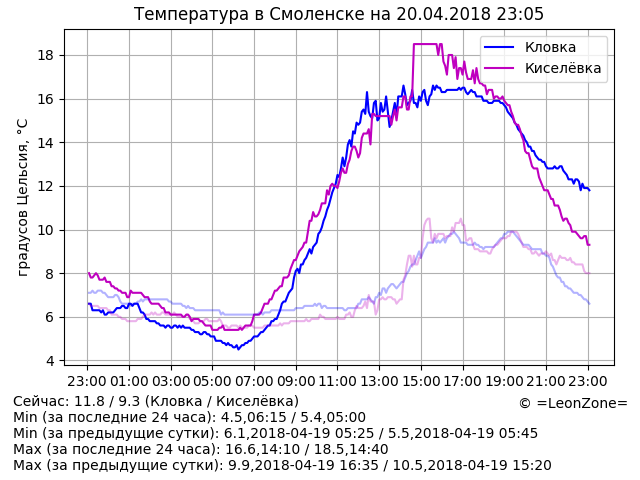 Температура в Смоленске на 20.04.2018 23:05
градусов Цельсия, °C
18
16
14
12
10
8
6
4
Кловка
Киселёвка
23:00 01:00 03:00 05:00 07:00 09:00 11:00 13:00 15:00 17:00 19:00 21:00 23:00
Сейчас: 11.8 / 9.3 (Кловка / Киселёвка)
© =LeonZone=
Min (за последние 24 часа): 4.5,06:15 / 5.4,05:00
Min (за предыдущие сутки): 6.1,2018-04-19 05:25 / 5.5,2018-04-19 05:45
Max (за последние 24 часа): 16.6,14:10 / 18.5,14:40
Max (за предыдущие сутки): 9.9,2018-04-19 16:35 / 10.5,2018-04-19 15:20